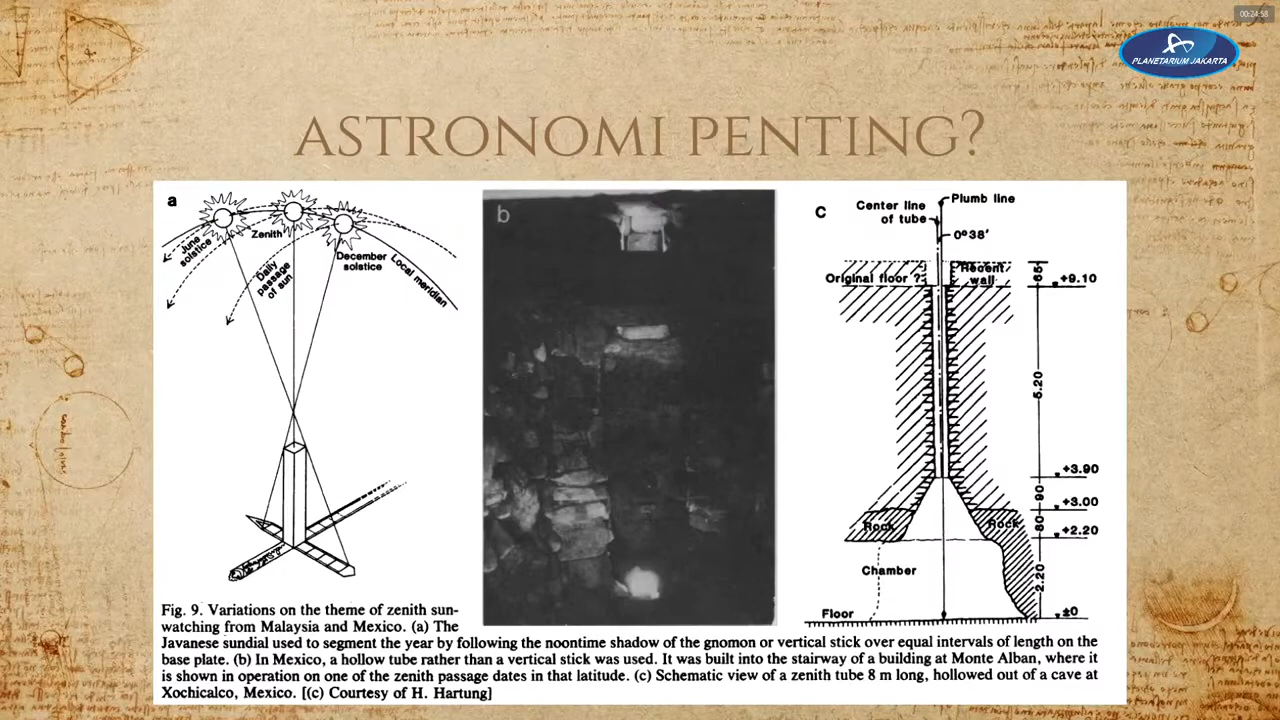 00:24:58
PLANETARIUM JAKARTA
ASTRONOMI PENTING?
a
June
solstice
Zenith
Daily
passage
of sun
December
solstice
Local meridian
b
c
Center line
of tube
Plumb line
0°38'
Original floor ?
Recent
wall
65
+9.10
5.20
+3.90
90
+3.00
80
+2.20
Rock
Rock
Chamber
2.20
Floor
±0
Fig. 9. Variations on the theme of zenith sun-
watching from Malaysia and Mexico. (a) The
Javanese sundial used to segment the year by following the noontime shadow of the gnomon or vertical stick over equal intervals of length on the
base plate. (b) In Mexico, a hollow tube rather than a vertical stick was used. It was built into the stairway of a building at Monte Alban, where it
is shown in operation on one of the zenith passage dates in that latitude. (c) Schematic view of a zenith tube 8 m long, hollowed out of a cave at
Xochicalco, Mexico. [(c) Courtesy of H. Hartung]